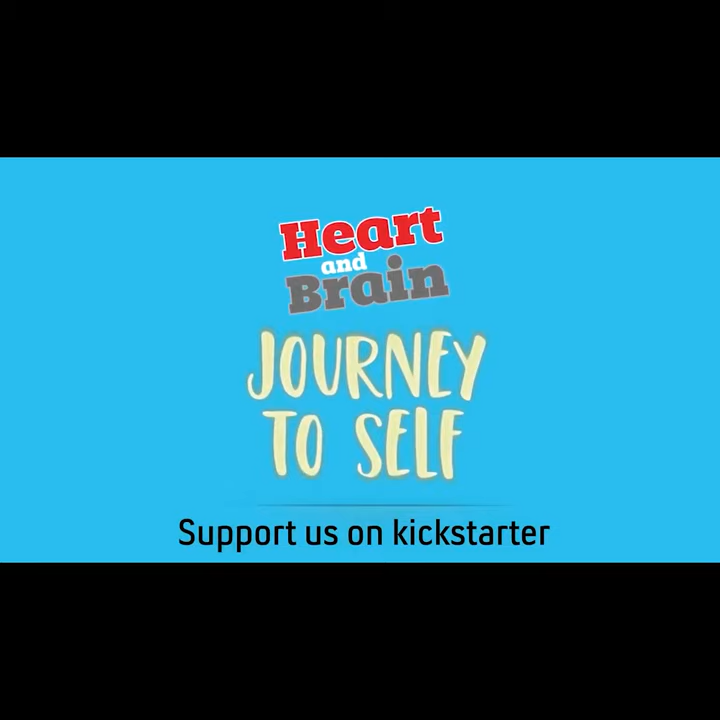 Heart
and
Brain
JOURNEY
TO SELF
Support us on kickstarter